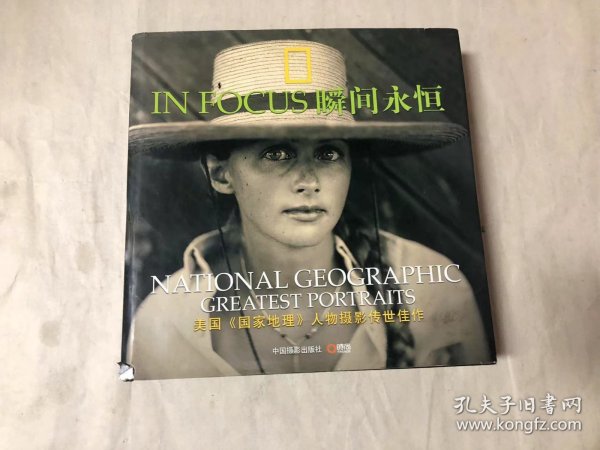 IN FOCUS 瞬间永恒
NATIONAL GEOGRAPHIC
GREATEST PORTRAITS
美国《国家地理》人物摄影传世佳作
中国摄影出版社 時尚
孔夫子旧书网
www.kongfz.com